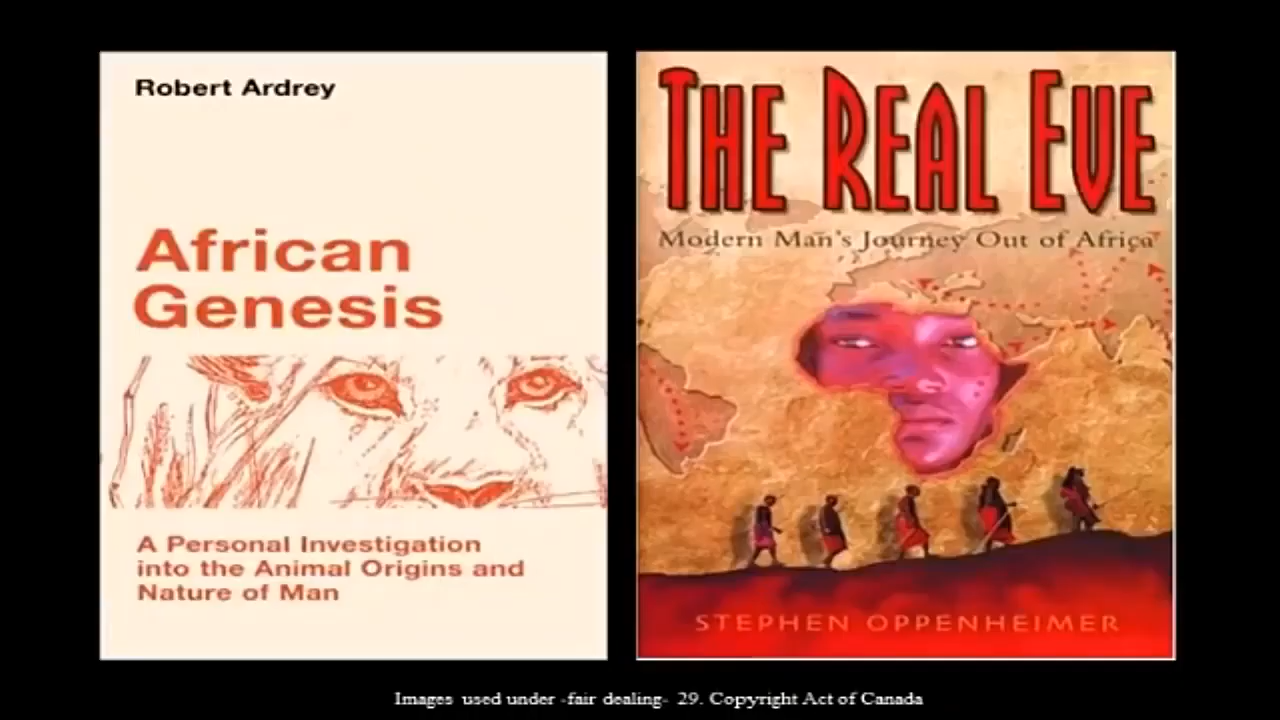 Robert Ardrey
African
Genesis
A Personal Investigation
into the Animal Origins and
Nature of Man
THE REAL EVE
Modern Man's Journey Out of Africa
STEPHEN OPPENHEIMER
Images used under -fair dealing- 29. Copyright Act of Canada